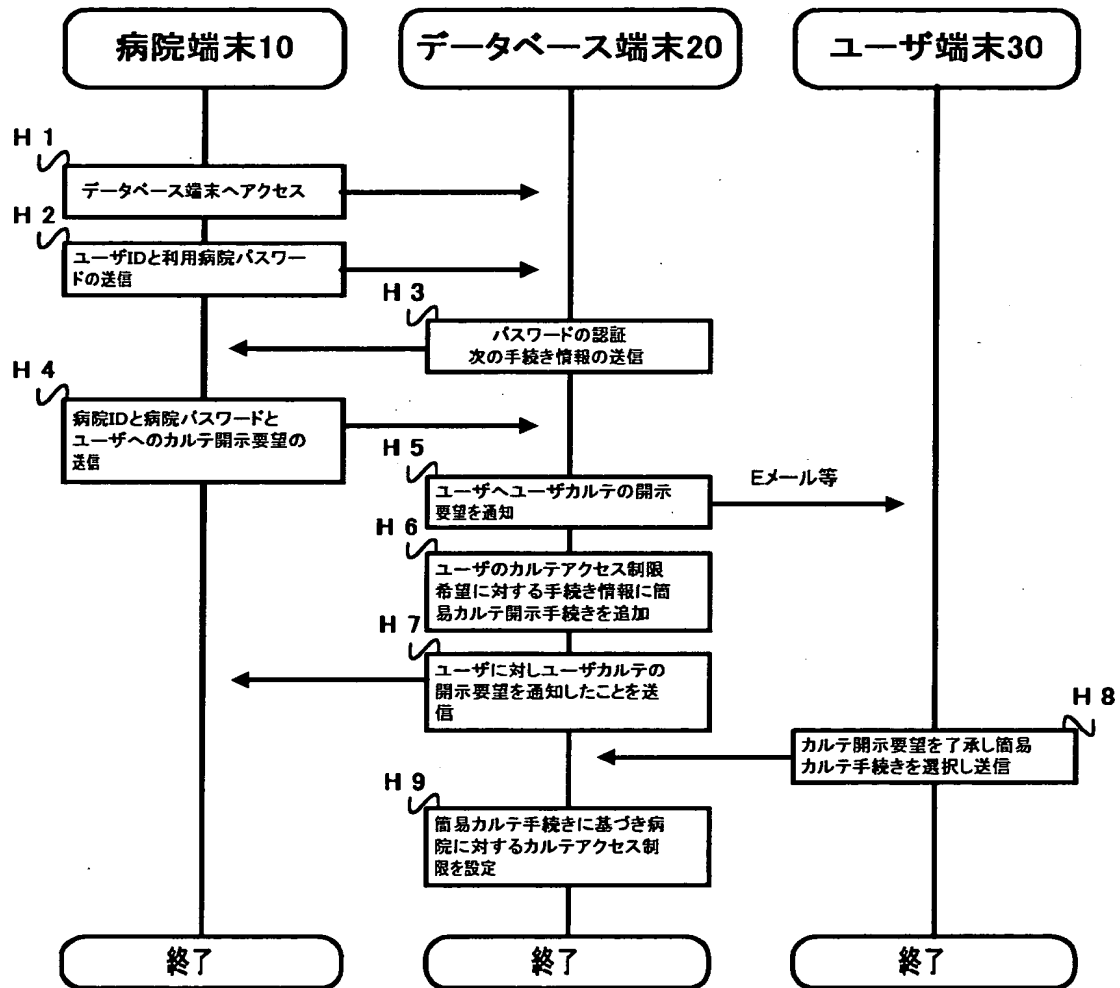 病院端末10
データベース端末20
ユーザ端末30
H 1
データベース端末へアクセス
H 2
ユーザIDと利用病院パスワー
ドの送信
H 3
パスワードの認証
次の手続き情報の送信
H 4
病院IDと病院パスワードと
ユーザへのカルテ開示要望の
送信
H 5
ユーザへユーザカルテの開示
要望を通知
Eメール等
H 6
ユーザのカルテアクセス制限
希望に対する手続き情報に簡
易カルテ開示手続きを追加
H 7
ユーザに対しユーザカルテの
開示要望を通知したことを送
信
H 8
カルテ開示要望を了承し簡易
カルテ手続きを選択し送信
H 9
簡易カルテ手続きに基づき病
院に対するカルテアクセス制
限を設定
終了
終了
終了